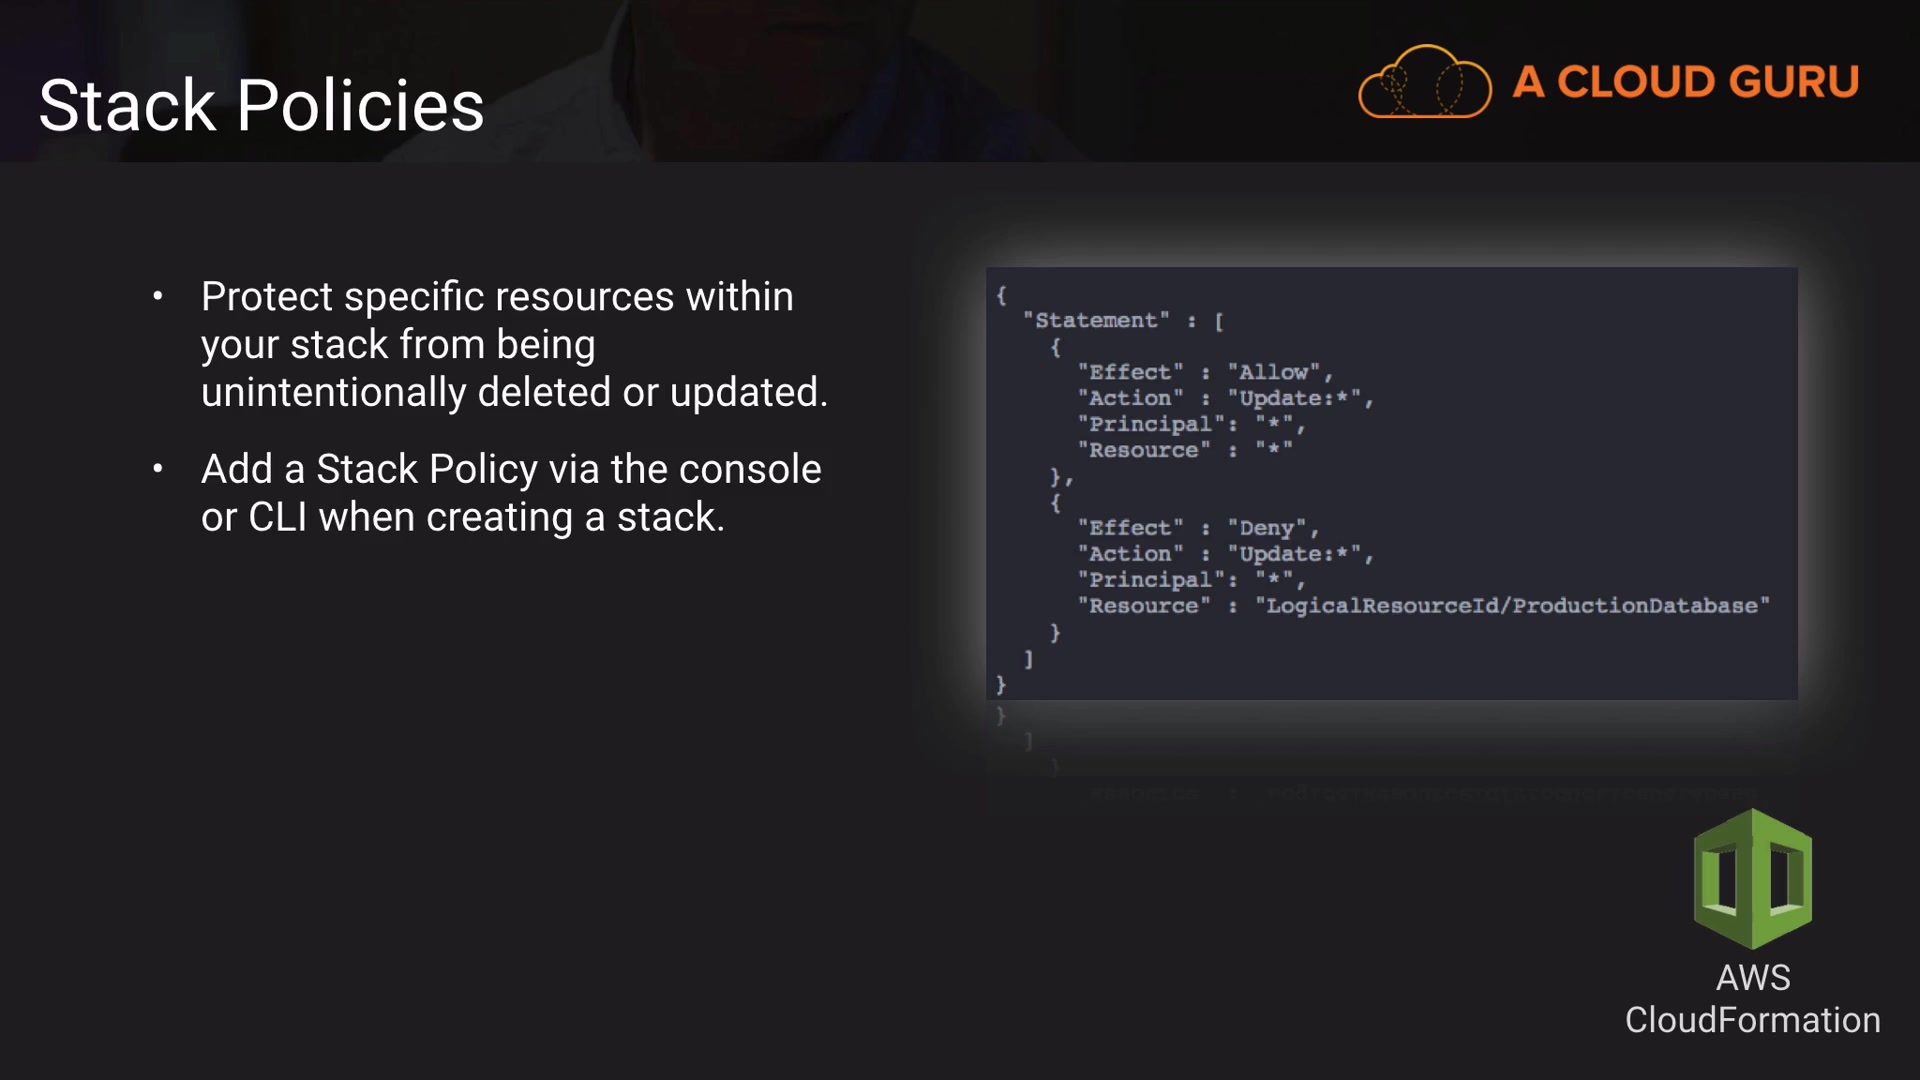 Stack Policies
A CLOUD GURU
• Protect specific resources within
your stack from being
unintentionally deleted or updated.
• Add a Stack Policy via the console
or CLI when creating a stack.
{
"Statement" : [
{
"Effect" : "Allow",
"Action" : "Update:*",
"Principal": "*",
"Resource" : "*"
},
{
"Effect" : "Deny",
"Action" : "Update:*",
"Principal": "*",
"Resource" : "LogicalResourceId/ProductionDatabase"
}
]
}
AWS
CloudFormation